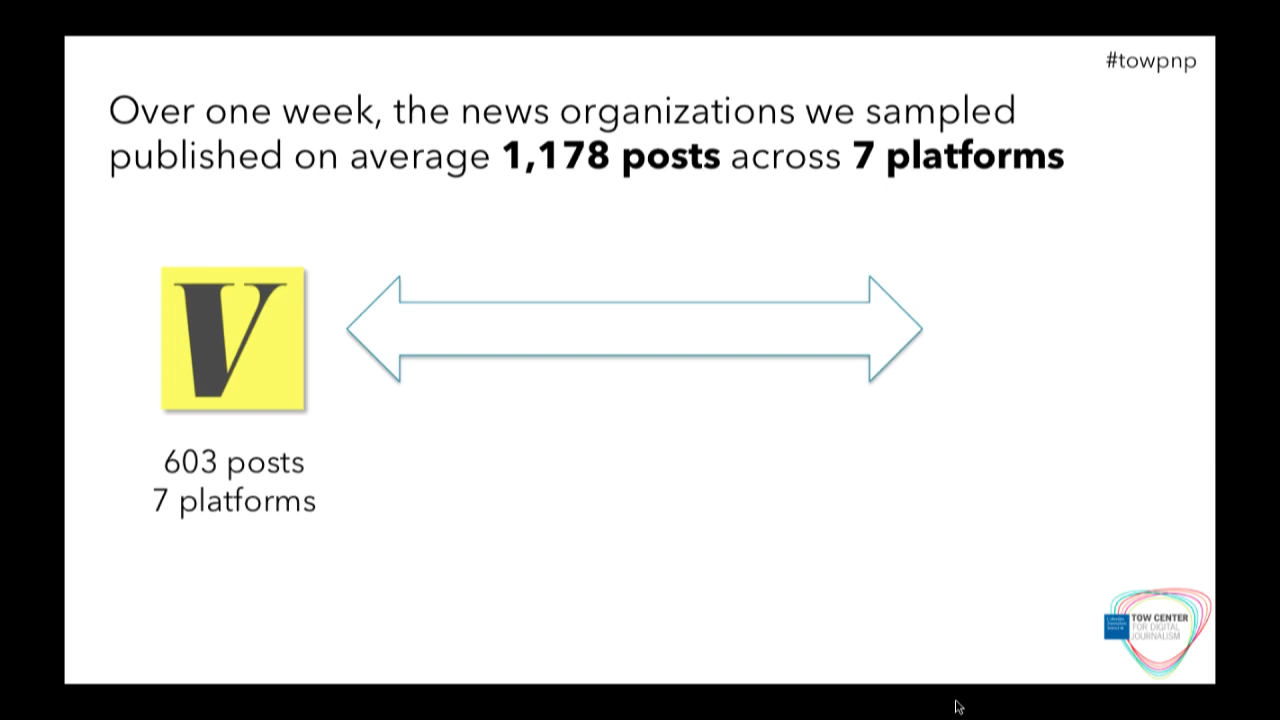 #towpnp
Over one week, the news organizations we sampled
published on average 1,178 posts across 7 platforms
V
603 posts
7 platforms
TOW CENTER
FOR DIGITAL
JOURNALISM